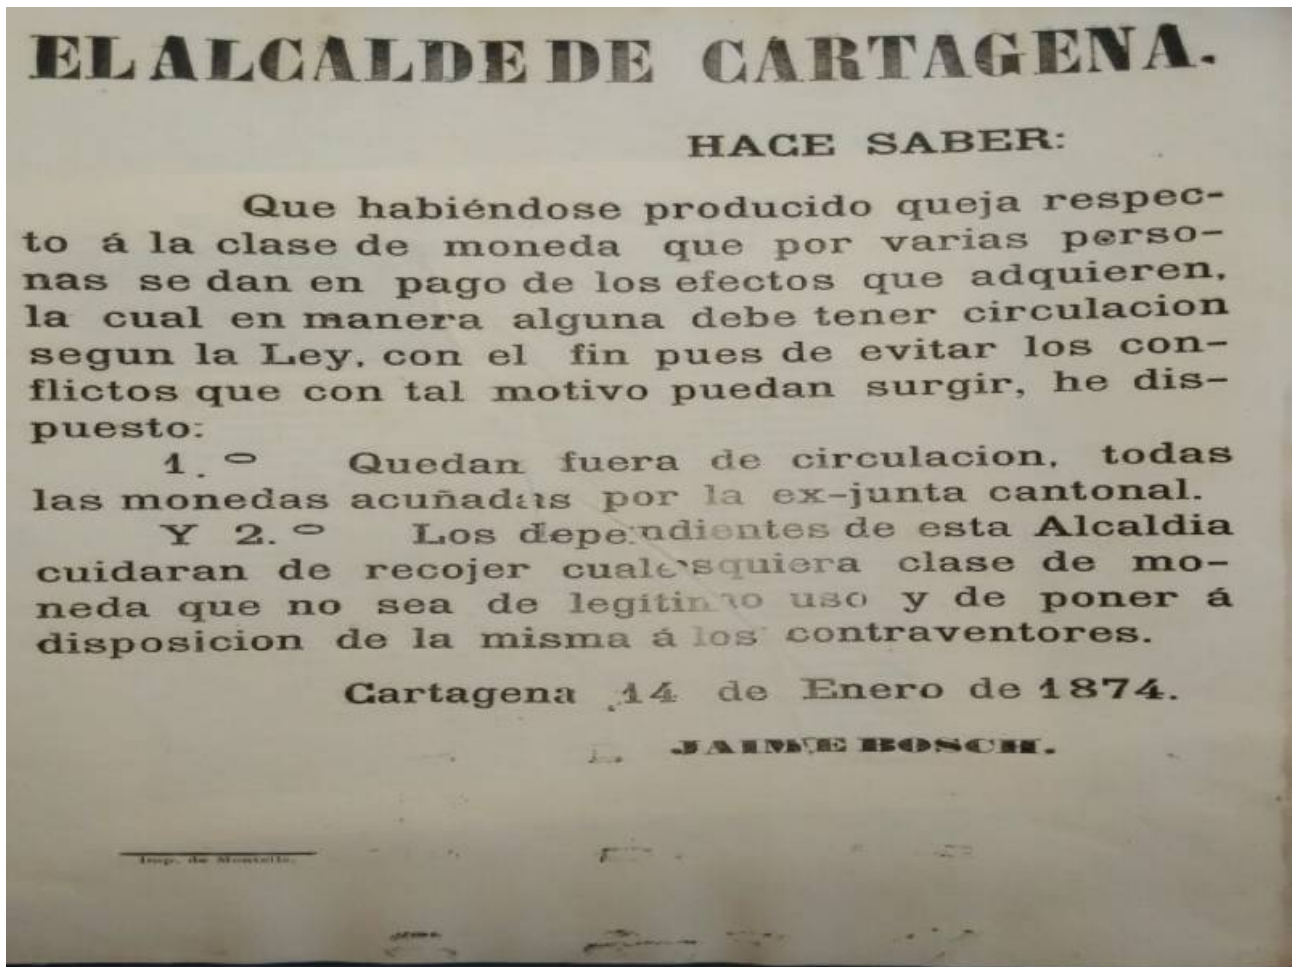 EL ALCALDE DE CARTAGENA.
HACE SABER:
Que habiéndose producido queja respec-
to á la clase de moneda que por varias perso-
nas se dan en pago de los efectos que adquieren,
la cual en manera alguna debe tener circulacion
segun la Ley, con el fin pues de evitar los con-
flictos que con tal motivo puedan surgir, he dis-
puesto:
1.º Quedan fuera de circulacion, todas
las monedas acuñadas por la ex-junta cantonal.
Y 2.º Los dependientes de esta Alcaldia
cuidaran de recojer cualesquiera clase de mo-
neda que no sea de legítimo uso y de poner á
disposicion de la misma á los contraventores.
Cartagena 14 de Enero de 1874.
JAIME BOSCH.
Imp. de Montells.